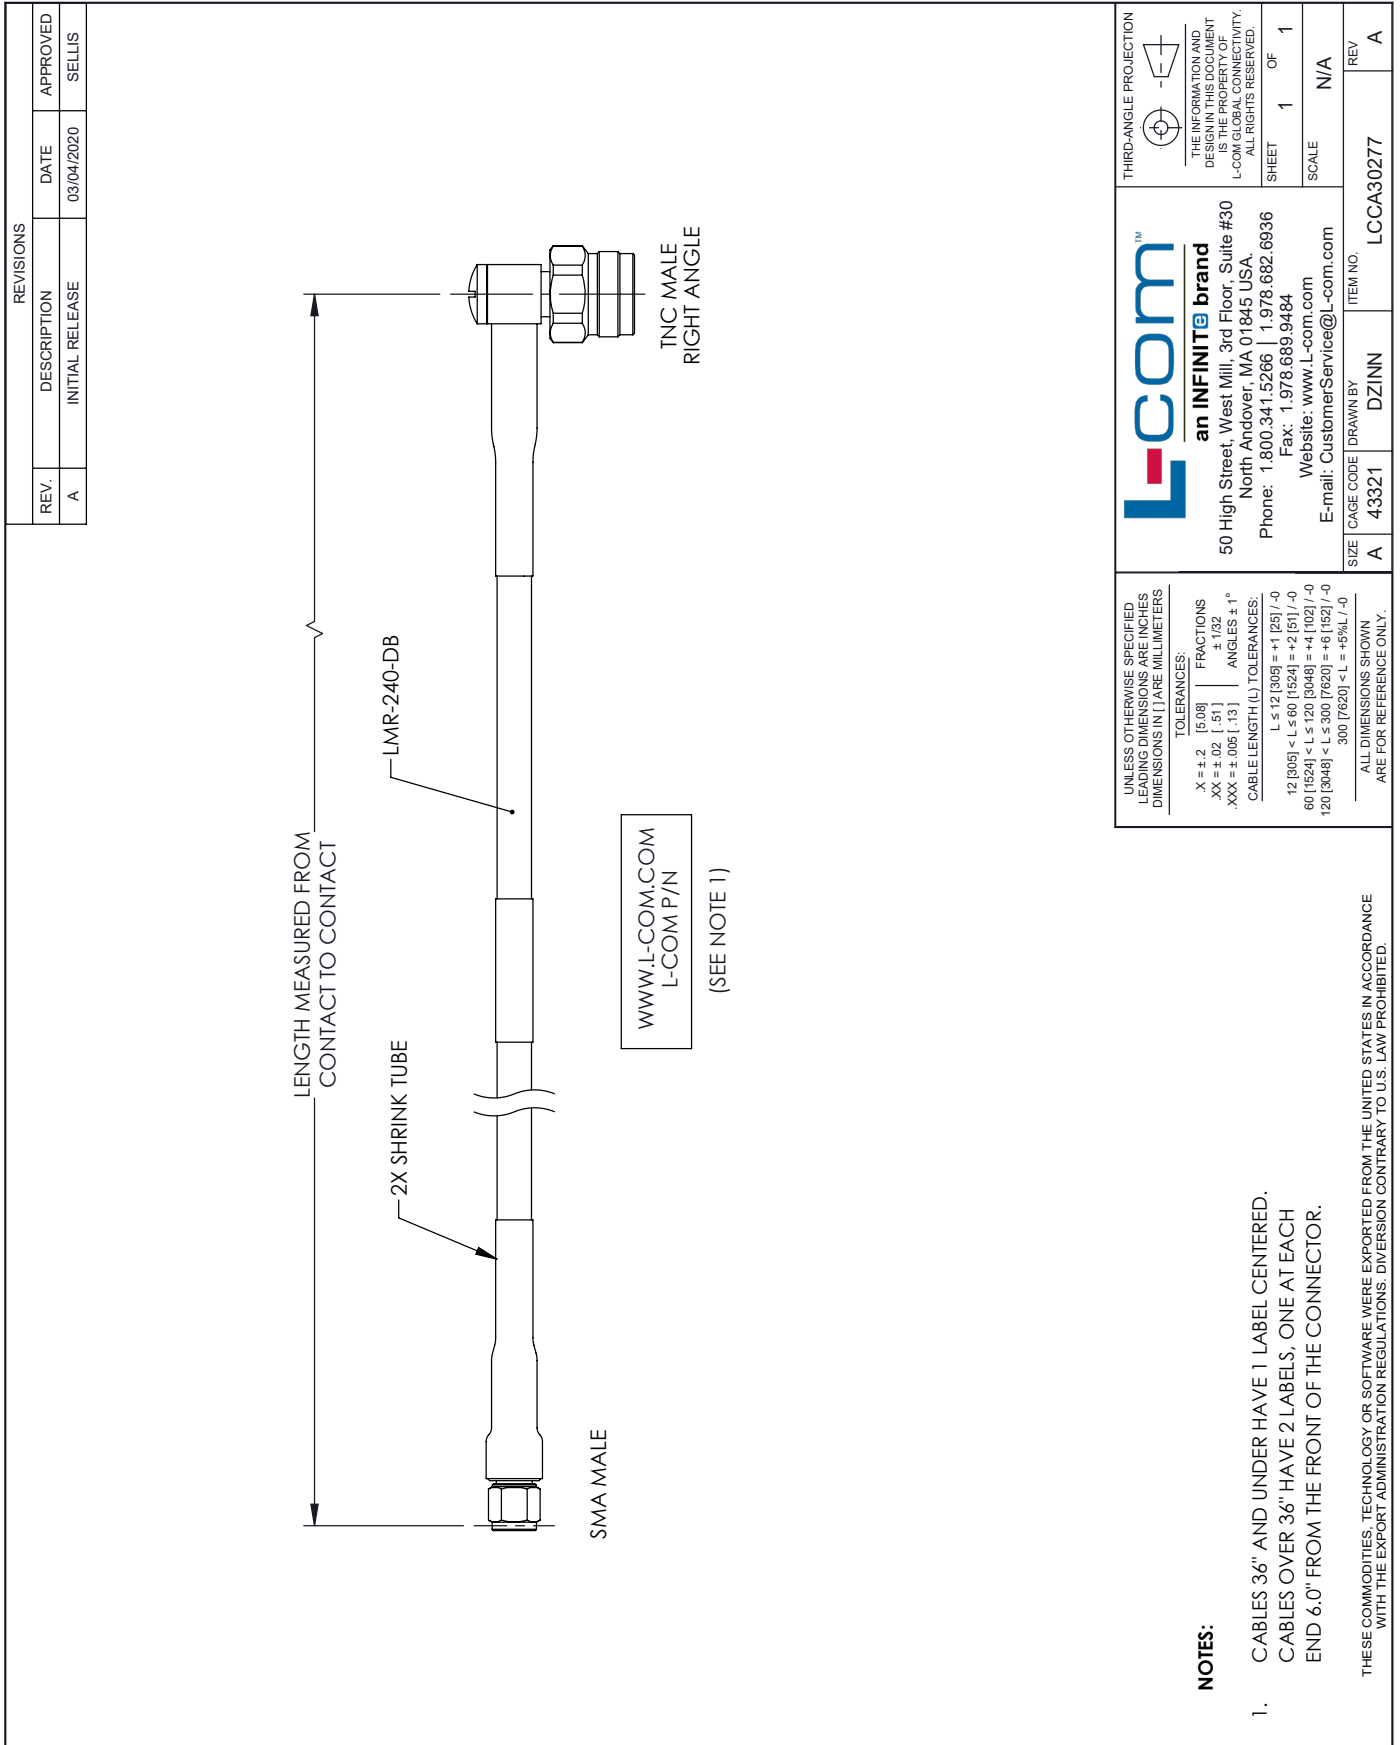 REVISIONS
REV.
DESCRIPTION
DATE
APPROVED
A
INITIAL RELEASE
03/04/2020
SELLIS
LENGTH MEASURED FROM
CONTACT TO CONTACT
2X SHRINK TUBE
LMR-240-DB
SMA MALE
TNC MALE
RIGHT ANGLE
WWW.L-COM.COM
L-COM P/N
(SEE NOTE 1)
NOTES:
1. CABLES 36" AND UNDER HAVE 1 LABEL CENTERED.
CABLES OVER 36" HAVE 2 LABELS, ONE AT EACH
END 6.0" FROM THE FRONT OF THE CONNECTOR.
THESE COMMODITIES, TECHNOLOGY OR SOFTWARE WERE EXPORTED FROM THE UNITED STATES IN ACCORDANCE
WITH THE EXPORT ADMINISTRATION REGULATIONS. DIVERSION CONTRARY TO U.S. LAW PROHIBITED.
UNLESS OTHERWISE SPECIFIED
LEADING DIMENSIONS ARE INCHES
DIMENSIONS IN [ ] ARE MILLIMETERS
TOLERANCES:
.X = ±.2 [5.08] FRACTIONS
.XX = ±.02 [.51] ± 1/32
.XXX = ±.005 [.13] ANGLES ± 1°
CABLE LENGTH (L) TOLERANCES:
L ≤ 12 [305] = +1 [25] / -0
12 [305] < L ≤ 60 [1524] = +2 [51] / -0
60 [1524] < L ≤ 120 [3048] = +4 [102] / -0
120 [3048] < L ≤ 300 [7620] = +6 [152] / -0
300 [7620] < L = +5%L / -0
ALL DIMENSIONS SHOWN
ARE FOR REFERENCE ONLY.
L-com™
an INFINITe brand
50 High Street, West Mill, 3rd Floor, Suite #30
North Andover, MA 01845 USA.
Phone: 1.800.341.5266 | 1.978.682.6936
Fax: 1.978.689.9484
Website: www.L-com.com
E-mail: CustomerService@L-com.com
THIRD-ANGLE PROJECTION
THE INFORMATION AND
DESIGN IN THIS DOCUMENT
IS THE PROPERTY OF
L-COM GLOBAL CONNECTIVITY.
ALL RIGHTS RESERVED.
SHEET
1 OF 1
SCALE
N/A
SIZE
A
CAGE CODE
43321
DRAWN BY
DZINN
ITEM NO.
LCCA30277
REV
A